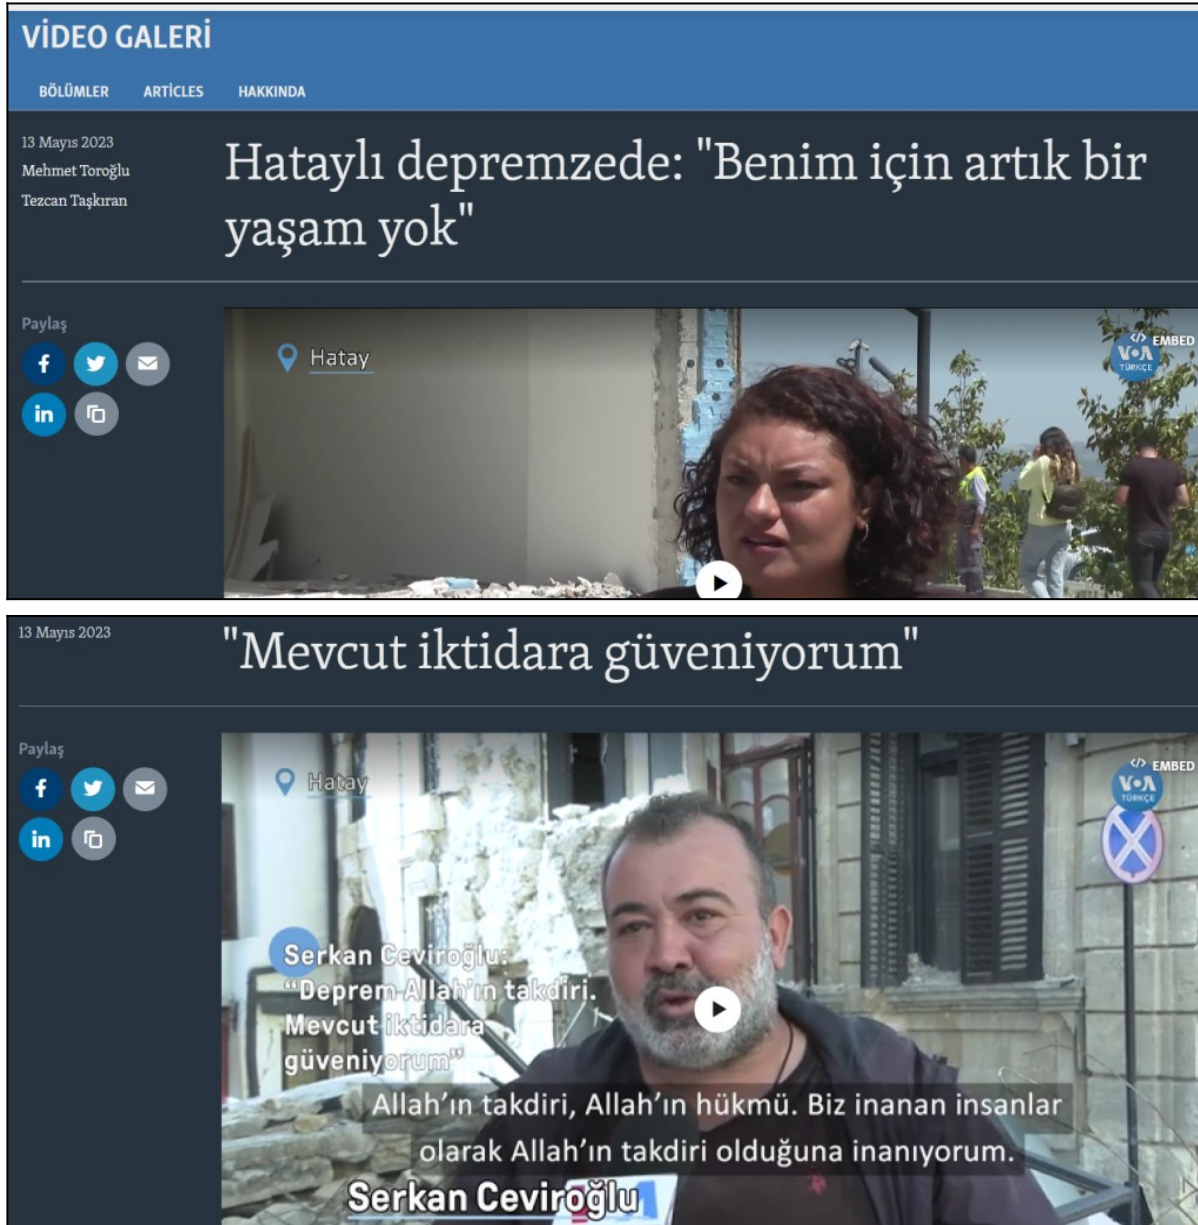 VİDEO GALERİ
BÖLÜMLER ARTİCLES HAKKINDA
13 Mayıs 2023
Mehmet Toroğlu
Tezcan Taşkıran
Hataylı depremzede: "Benim için artık bir
yaşam yok"
Paylaş
Hatay
</> EMBED
VOA
TÜRKÇE
13 Mayıs 2023
"Mevcut iktidara güveniyorum"
Paylaş
Hatay
</> EMBED
VOA
TÜRKÇE
Serkan Ceviroğlu:
“Deprem Allah’ın takdiri.
Mevcut iktidara
güveniyorum”
Allah’ın takdiri, Allah’ın hükmü. Biz inanan insanlar
olarak Allah’ın takdiri olduğuna inanıyorum.
Serkan Ceviroğlu